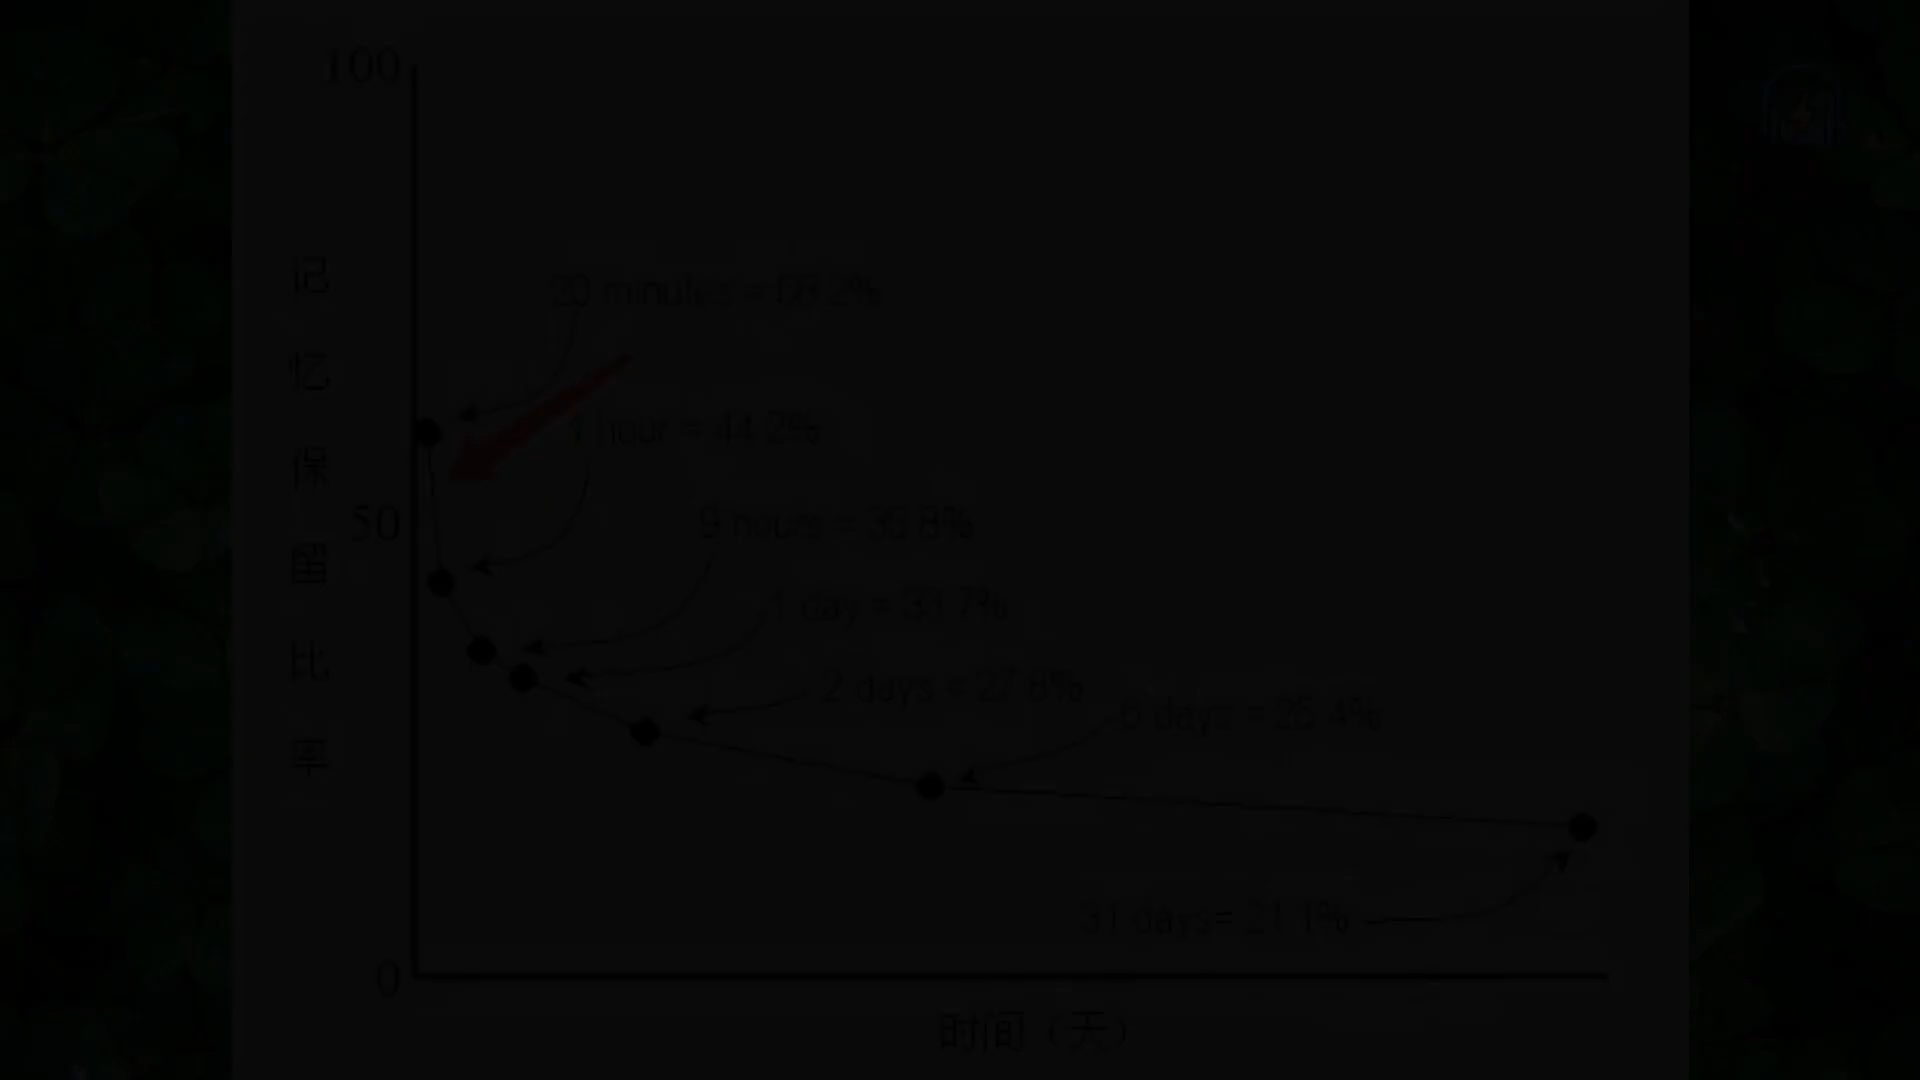 100
记忆保留比率
20 minutes = 58.2%
1 hour = 44.2%
50
9 hours = 35.8%
1 day = 33.7%
2 days = 27.8%
6 days = 25.4%
31 days= 21.1%
0
时间（天）